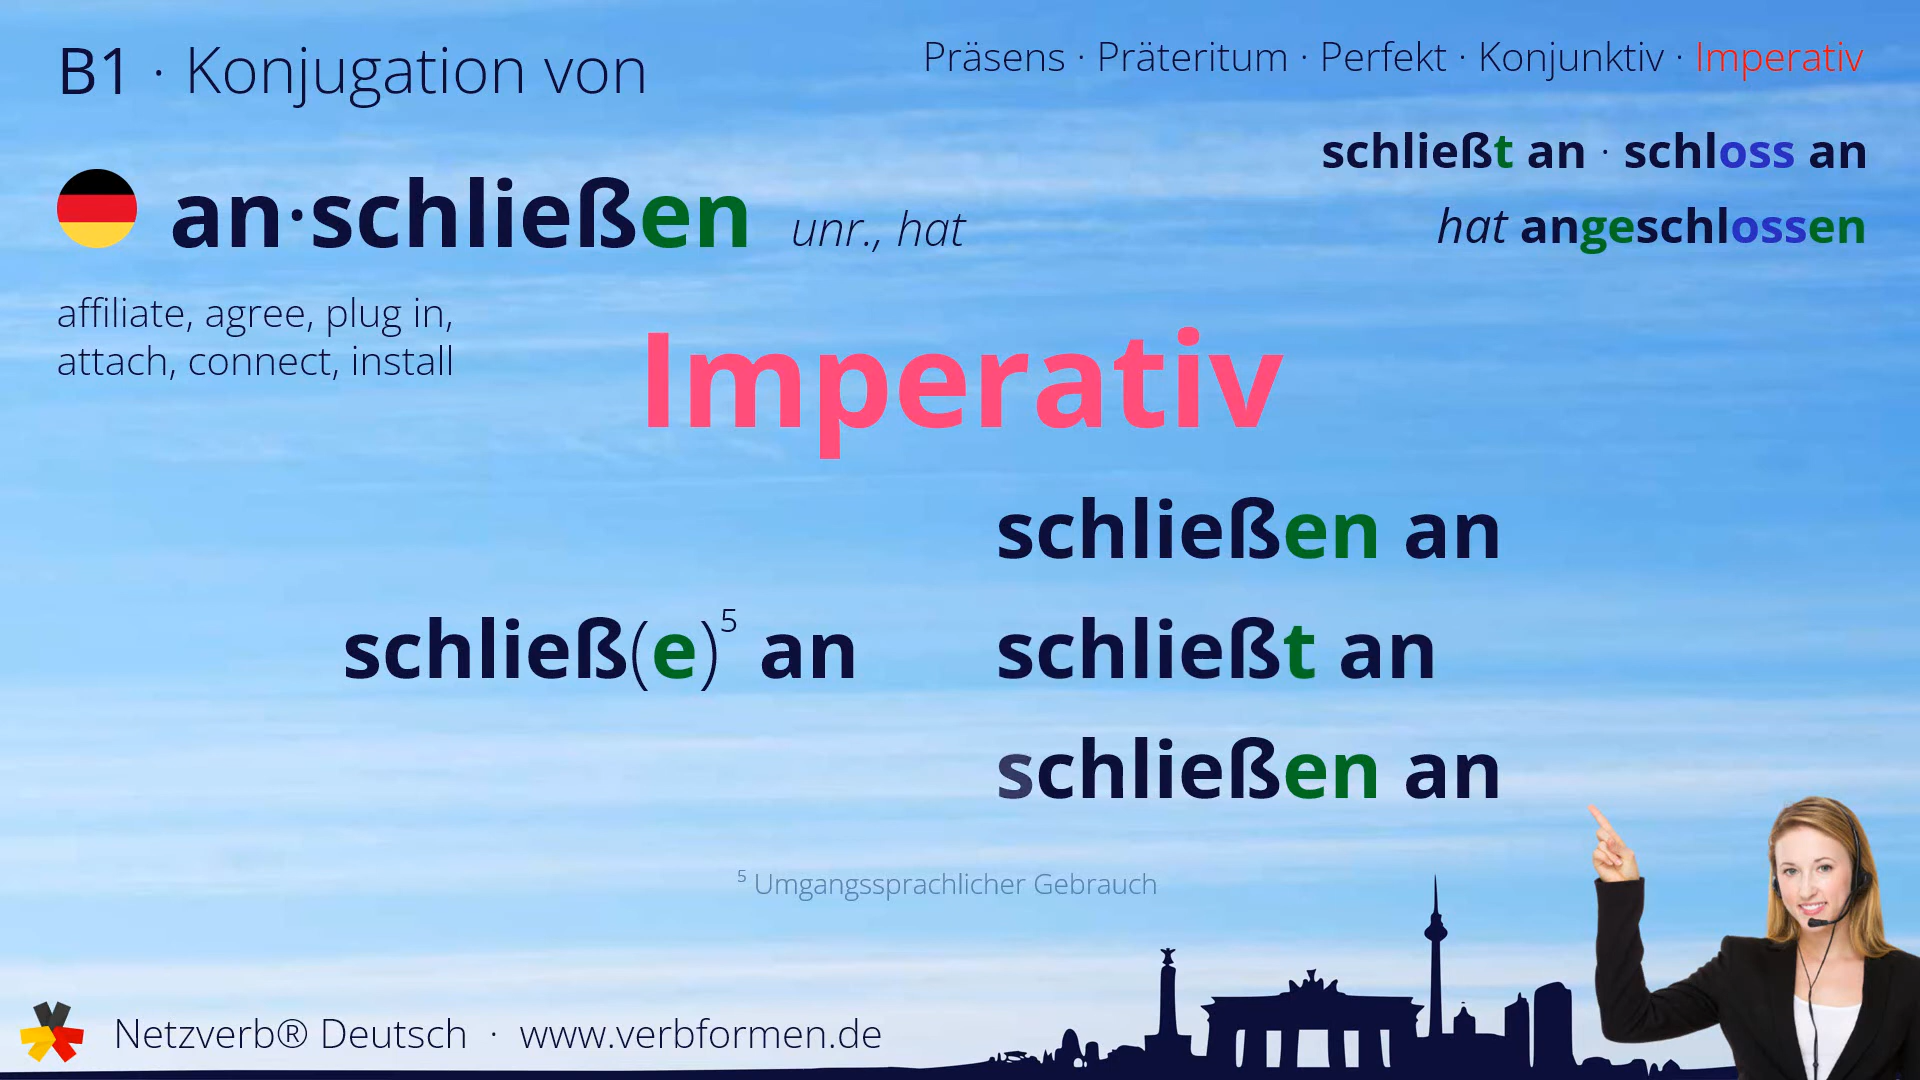 B1 · Konjugation von
Präsens · Präteritum · Perfekt · Konjunktiv · Imperativ
an·schließen unr., hat
schließt an · schloss an
hat angeschlossen
affiliate, agree, plug in,
attach, connect, install
Imperativ
schließen an
schließ(e)⁵ an schließt an
schließen an
⁵ Umgangssprachlicher Gebrauch
Netzverb® Deutsch · www.verbformen.de